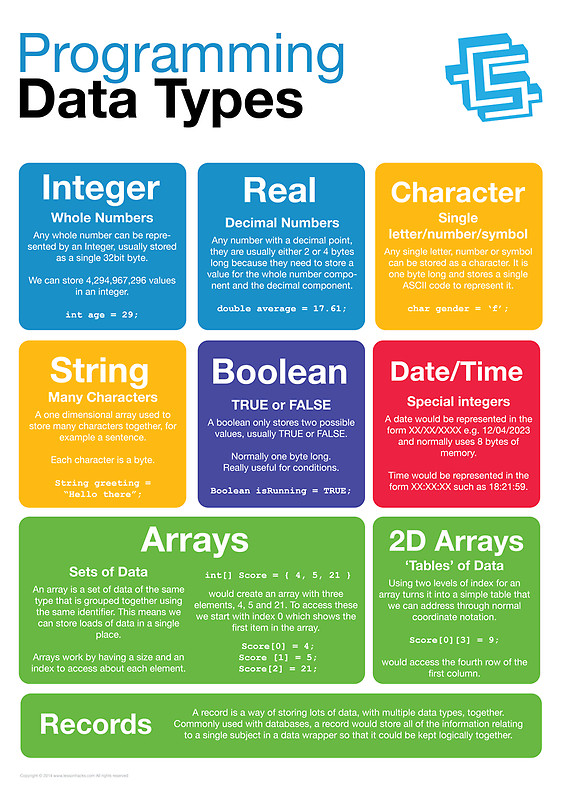 Programming
Data Types
Integer
Whole Numbers
Any whole number can be repre-
sented by an Integer, usually stored
as a single 32bit byte.
We can store 4,294,967,296 values
in an integer.
int age = 29;
Real
Decimal Numbers
Any number with a decimal point,
they are usually either 2 or 4 bytes
long because they need to store a
value for the whole number compo-
nent and the decimal component.
double average = 17.61;
Character
Single
letter/number/symbol
Any single letter, number or symbol
can be stored as a character. It is
one byte long and stores a single
ASCII code to represent it.
char gender = ‘f’;
String
Many Characters
A one dimensional array used to
store many characters together, for
example a sentence.
Each character is a byte.
String greeting =
“Hello there”;
Boolean
TRUE or FALSE
A boolean only stores two possible
values, usually TRUE or FALSE.
Normally one byte long.
Really useful for conditions.
Boolean isRunning = TRUE;
Date/Time
Special integers
A date would be represented in the
form XX/XX/XXXX e.g. 12/04/2023
and normally uses 8 bytes of
memory.
Time would be represented in the
form XX:XX:XX such as 18:21:59.
Arrays
Sets of Data
An array is a set of data of the same
type that is grouped together using
the same identifier. This means we
can store loads of data in a single
place.
Arrays work by having a size and an
index to access about each element.
int[] Score = { 4, 5, 21 }
would create an array with three
elements, 4, 5 and 21. To access these
we start with index 0 which shows the
first item in the array.
Score[0] = 4;
Score [1] = 5;
Score[2] = 21;
2D Arrays
‘Tables’ of Data
Using two levels of index for an
array turns it into a simple table that
we can address through normal
coordinate notation.
Score[0][3] = 9;
would access the fourth row of the
first column.
Records
A record is a way of storing lots of data, with multiple data types, together.
Commonly used with databases, a record would store all of the information relating
to a single subject in a data wrapper so that it could be kept logically together.